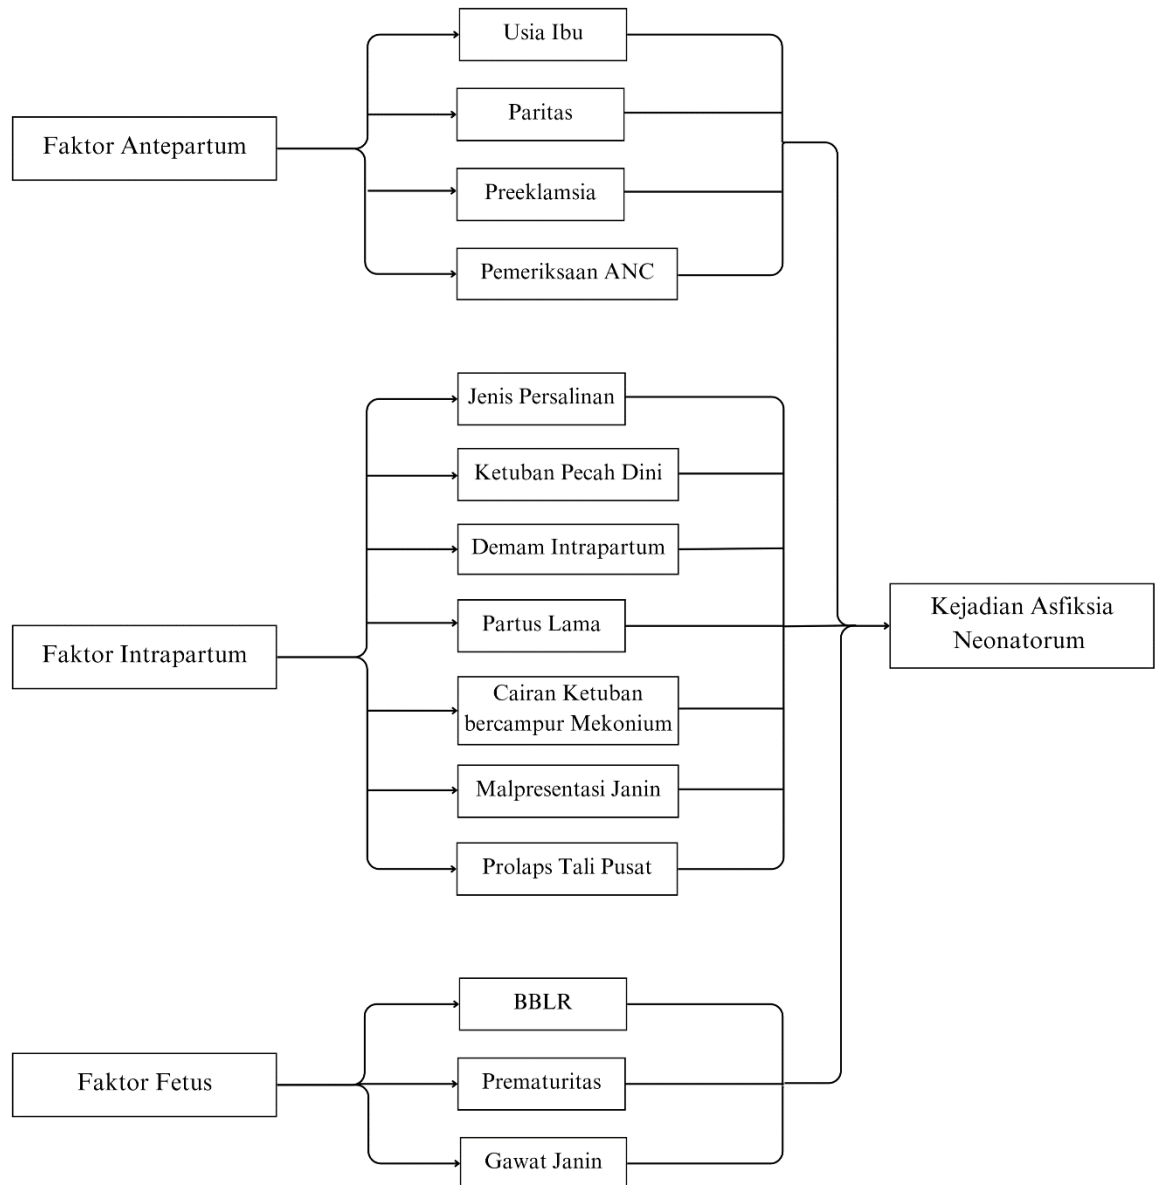 Faktor Antepartum
Usia Ibu
Paritas
Preeklamsia
Pemeriksaan ANC
Faktor Intrapartum
Jenis Persalinan
Ketuban Pecah Dini
Demam Intrapartum
Partus Lama
Cairan Ketuban
bercampur Mekonium
Malpresentasi Janin
Prolaps Tali Pusat
Faktor Fetus
BBLR
Prematuritas
Gawat Janin
Kejadian Asfiksia
Neonatorum